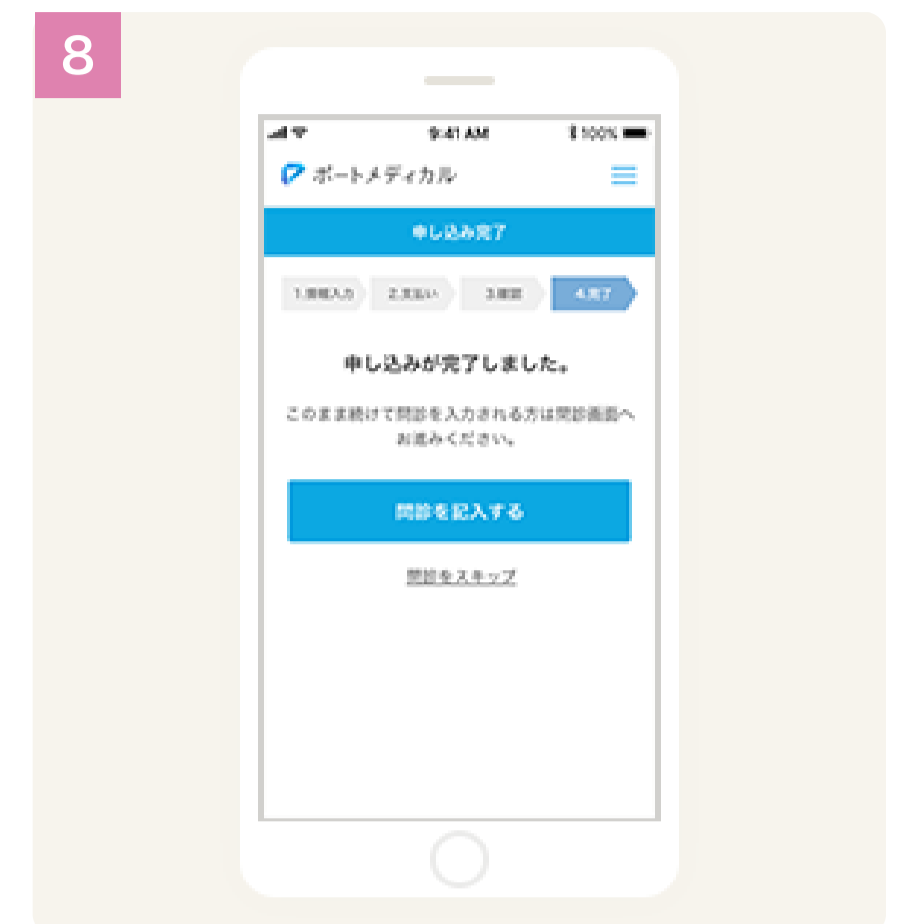 8
9:41 AM
100%
ポートメディカル
申し込み完了
1.情報入力
2.支払い
3.確認
4.完了
申し込みが完了しました。
このまま続けて問診を入力される方は問診画面へ
お進みください。
問診を記入する
問診をスキップ